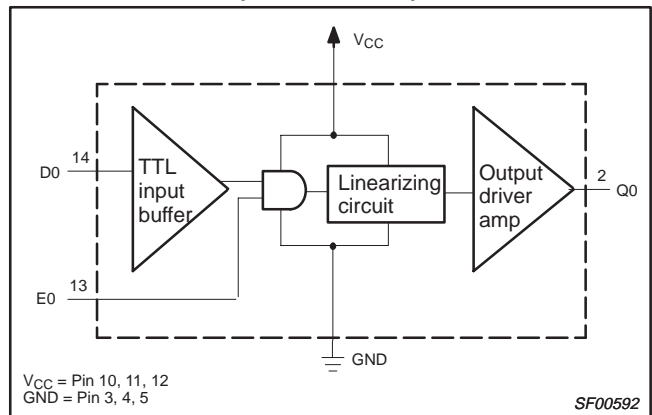 VCC
D0
14
TTL
input
buffer
Linearizing
circuit
Output
driver
amp
2
Q0
E0
13
GND
VCC = Pin 10, 11, 12
GND = Pin 3, 4, 5
SF00592